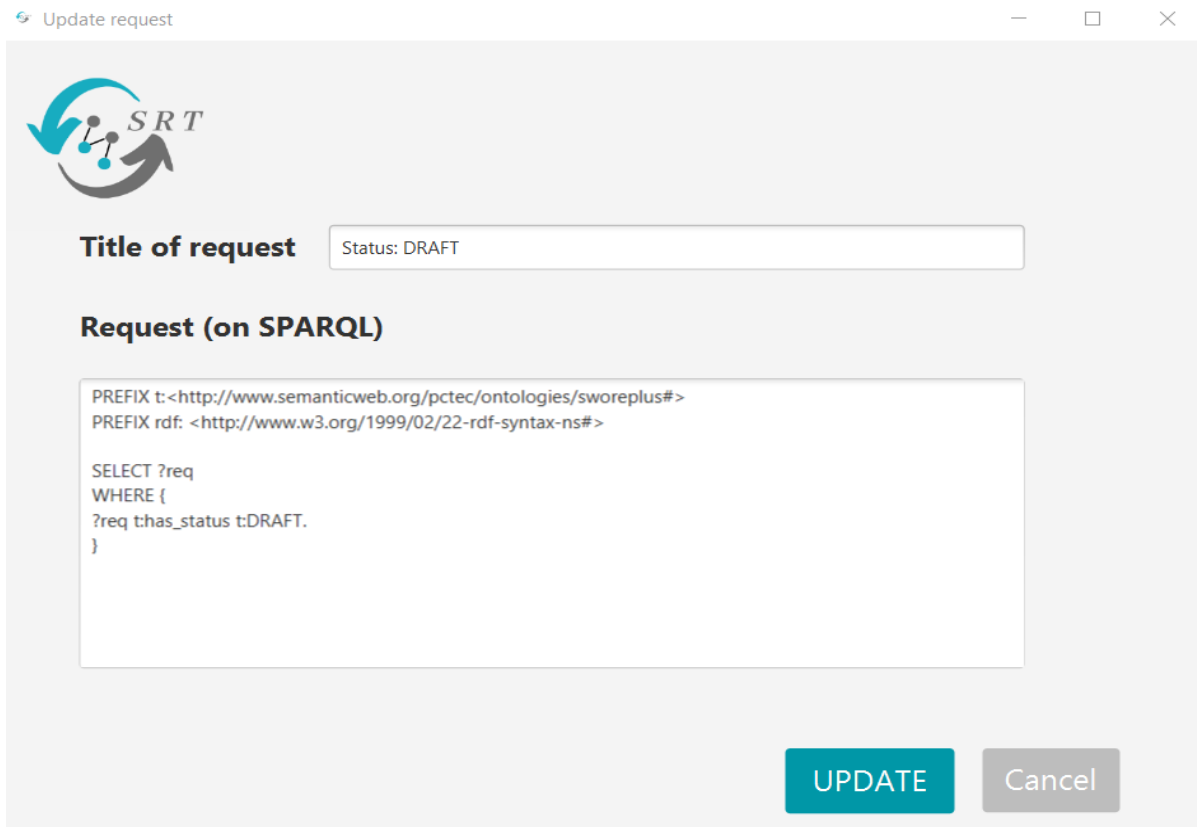 Update request
SRT
Title of request
Status: DRAFT
Request (on SPARQL)
PREFIX t:<http://www.semanticweb.org/pctec/ontologies/sworeplus#>
PREFIX rdf: <http://www.w3.org/1999/02/22-rdf-syntax-ns#>
SELECT ?req
WHERE {
?req t:has_status t:DRAFT.
}
UPDATE
Cancel